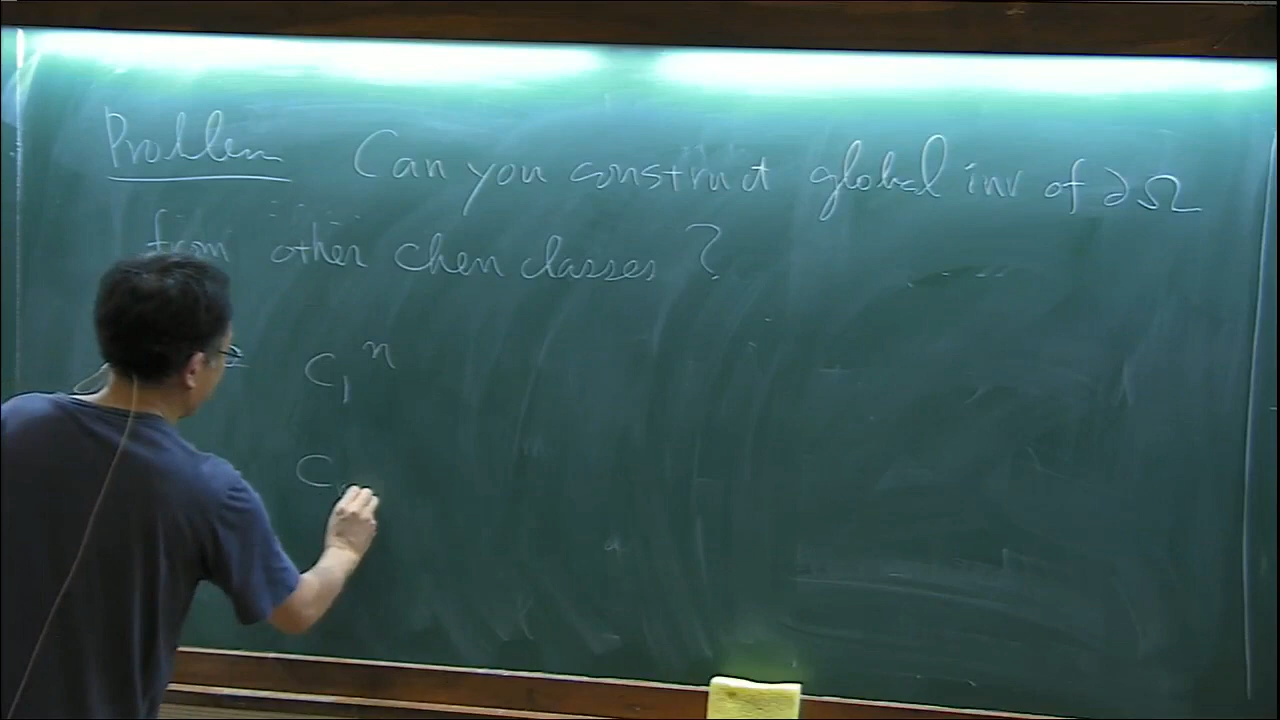 Problem Can you construct global inv of ∂Ω
from other chern classes ?
c₁ⁿ
c